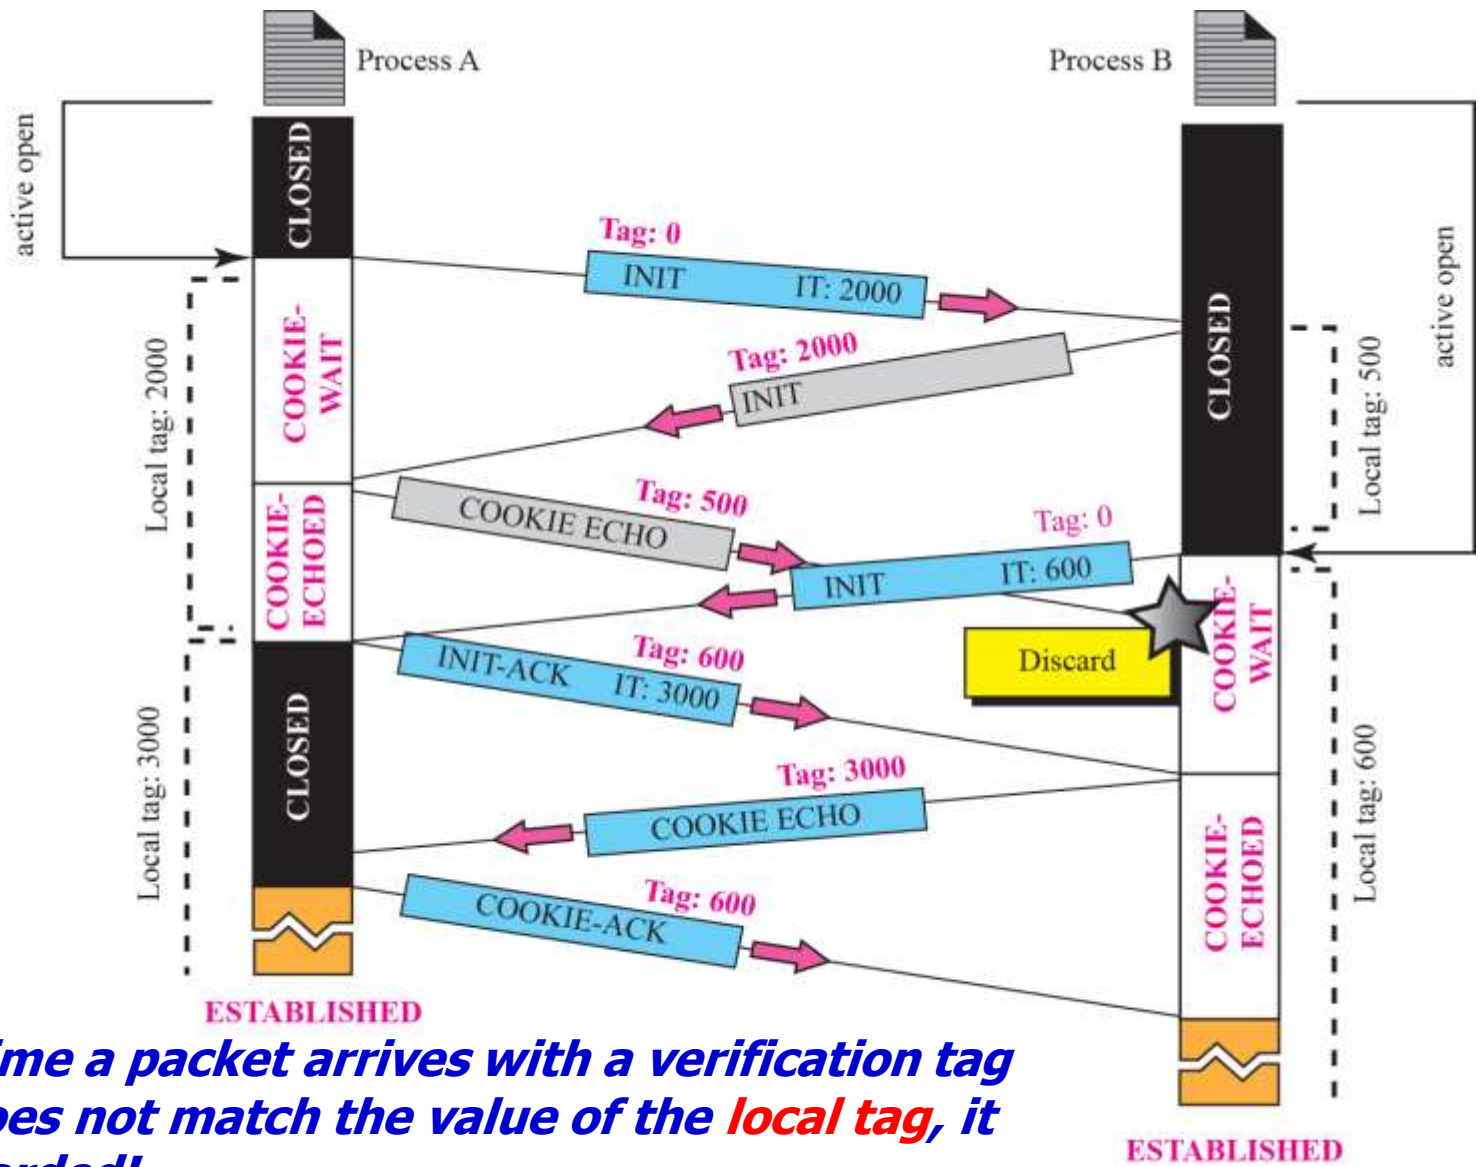 Process A
Process B
active open
CLOSED
Tag: 0
INIT IT: 2000
CLOSED
active open
COOKIE-
WAIT
Local tag: 2000
Tag: 2000
INIT
Local tag: 500
COOKIE-
ECHOED
Tag: 500
COOKIE ECHO
Tag: 0
INIT IT: 600
Discard
COOKIE-
WAIT
Tag: 600
INIT-ACK IT: 3000
CLOSED
Local tag: 3000
Tag: 3000
COOKIE ECHO
Local tag: 600
COOKIE-
ECHOED
Tag: 600
COOKIE-ACK
ESTABLISHED
me a packet arrives with a verification tag
oes not match the value of the local tag, it
ESTABLISHED